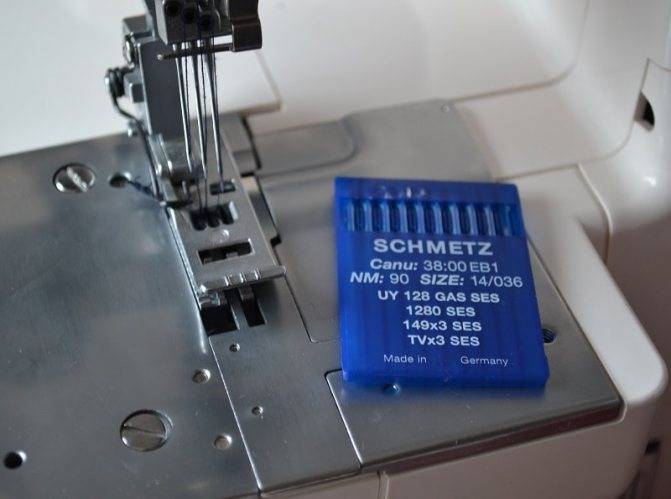 SCHMETZ
Canu: 38:00 EB1
NM: 90 SIZE: 14/036
UY 128 GAS SES
1280 SES
149x3 SES
TVx3 SES
Made in Germany